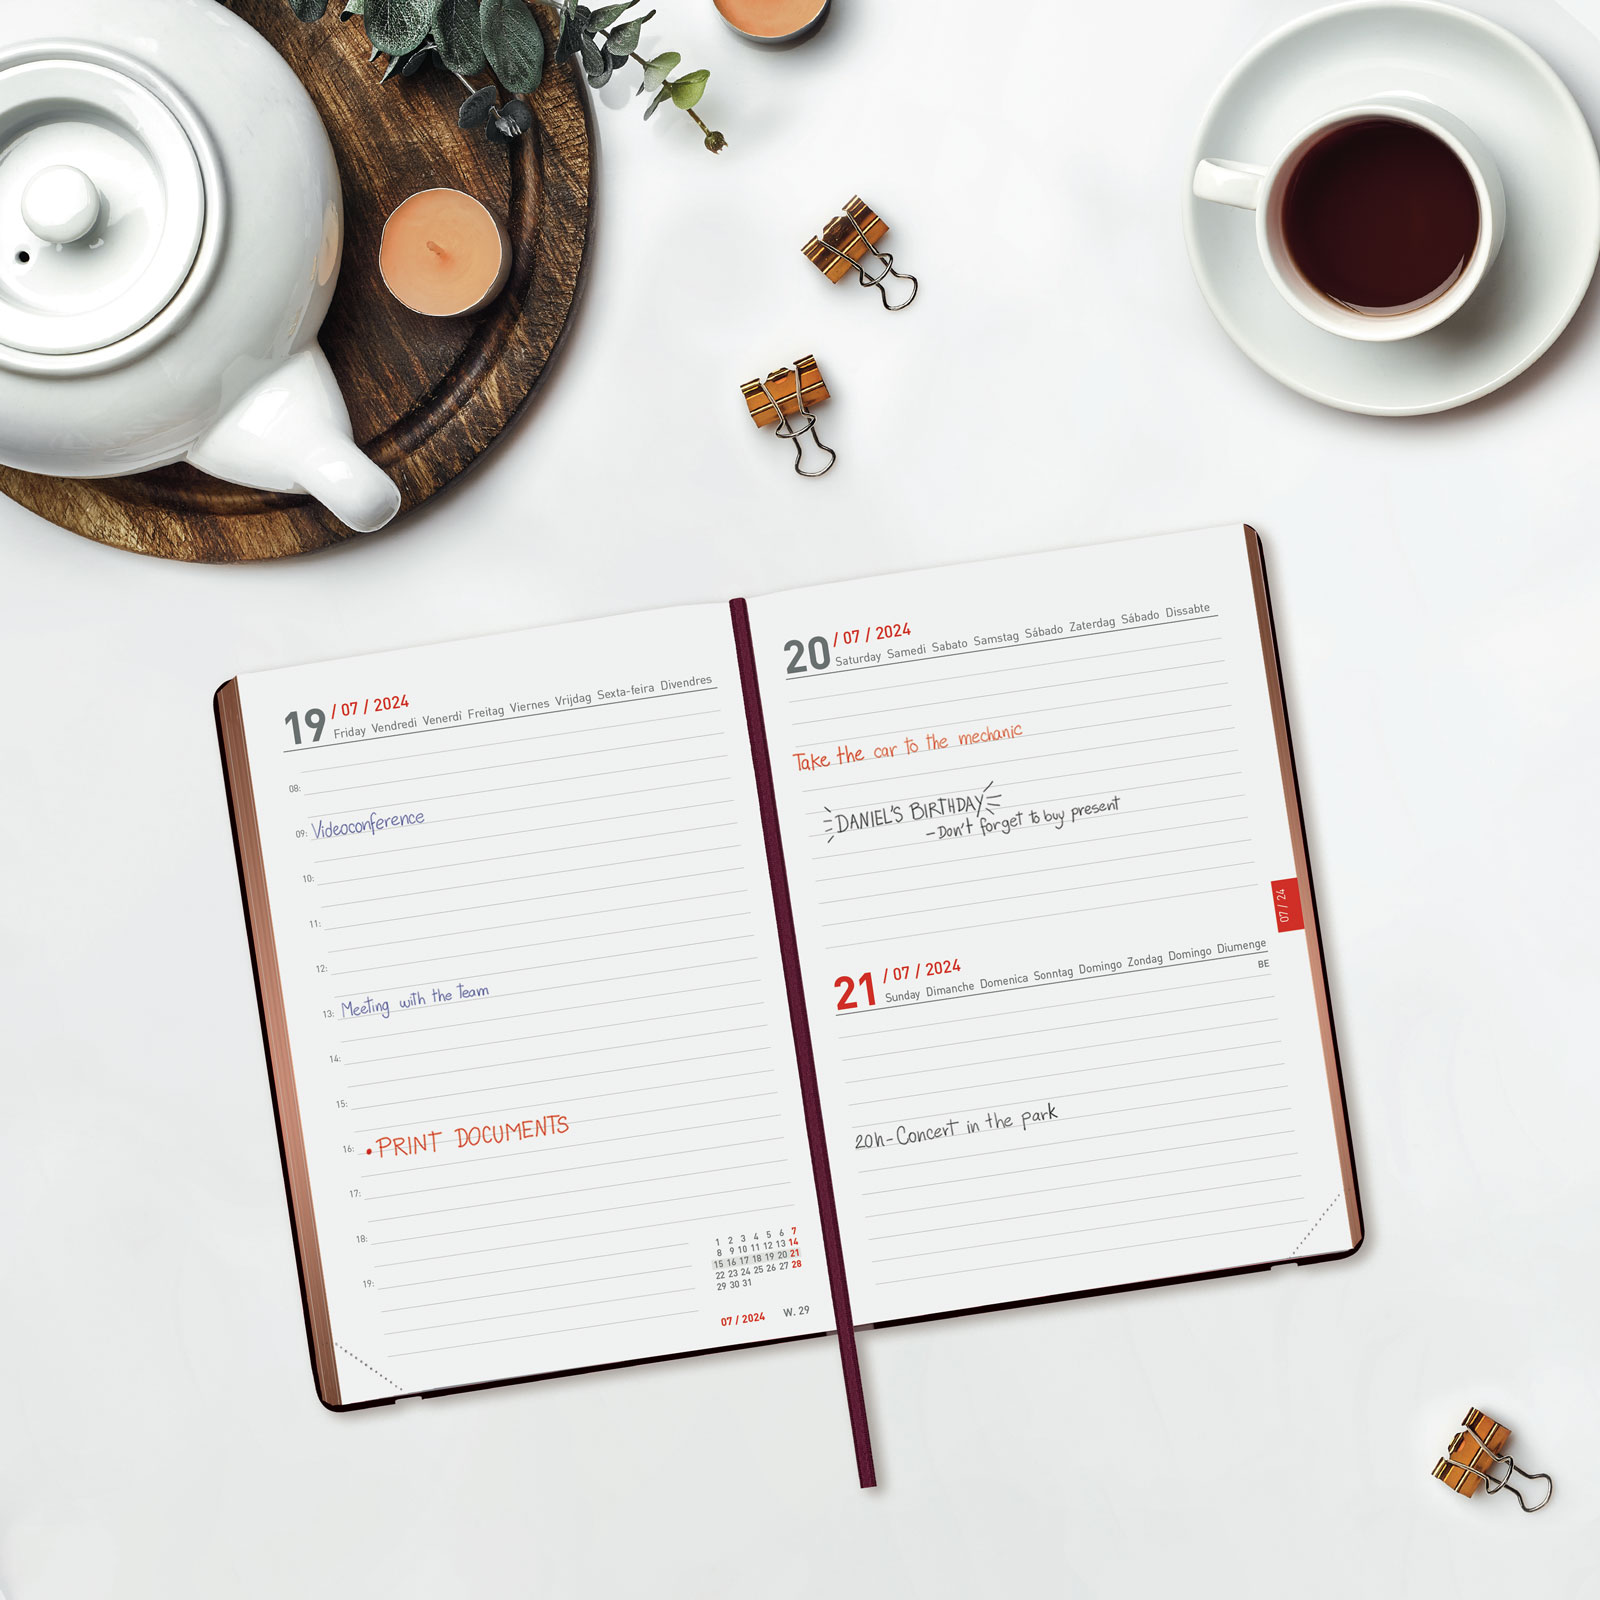 19 / 07 / 2024
Friday Vendredi Venerdì Freitag Viernes Vrijdag Sexta-feira Divendres
08:
09: Videoconference
10:
11:
12:
13: Meeting with the team
14:
15:
16: • PRINT DOCUMENTS
17:
18:
19:
1 2 3 4 5 6 7
8 9 10 11 12 13 14
15 16 17 18 19 20 21
22 23 24 25 26 27 28
29 30 31
07 / 2024 W. 29
20 / 07 / 2024
Saturday Samedi Sabato Samstag Sábado Zaterdag Sábado Dissabte
Take the car to the mechanic
DANIEL'S BIRTHDAY
- Don't forget to buy present
07 / 24
21 / 07 / 2024
Sunday Dimanche Domenica Sonntag Domingo Zondag Domingo Diumenge
BE
20h - Concert in the park